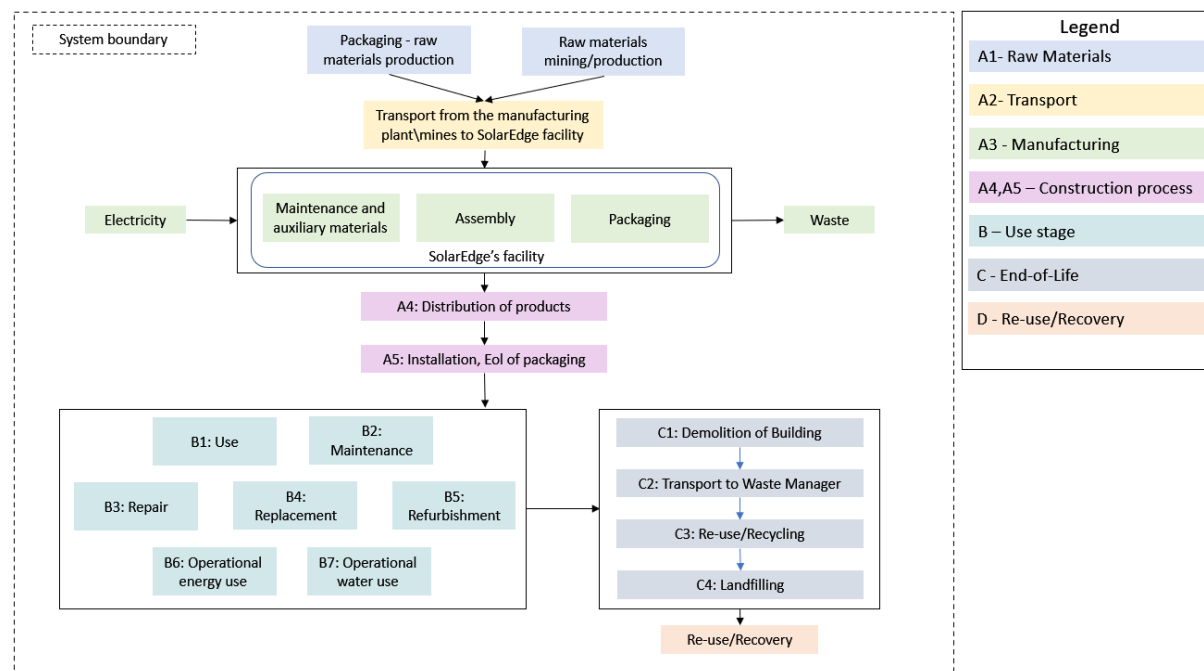 System boundary
Packaging - raw
materials production
Raw materials
mining/production
Transport from the manufacturing
plant\mines to SolarEdge facility
Electricity
Maintenance and
auxiliary materials
Assembly
Packaging
Waste
SolarEdge's facility
A4: Distribution of products
A5: Installation, Eol of packaging
B1: Use
B2:
Maintenance
B3: Repair
B4:
Replacement
B5:
Refurbishment
B6: Operational
energy use
B7: Operational
water use
C1: Demolition of Building
C2: Transport to Waste Manager
C3: Re-use/Recycling
C4: Landfilling
Re-use/Recovery
Legend
A1- Raw Materials
A2- Transport
A3 - Manufacturing
A4,A5 – Construction process
B – Use stage
C - End-of-Life
D - Re-use/Recovery